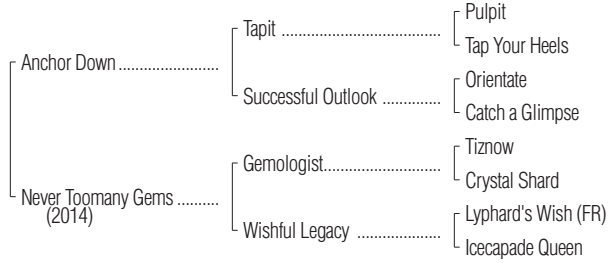 Pulpit
Tapit ..................................
Tap Your Heels
Anchor Down .....................
Orientate
Successful Outlook ............
Catch a Glimpse
Tiznow
Gemologist........................
Crystal Shard
Never Toomany Gems .........
(2014)
Lyphard's Wish (FR)
Wishful Legacy .................
Icecapade Queen